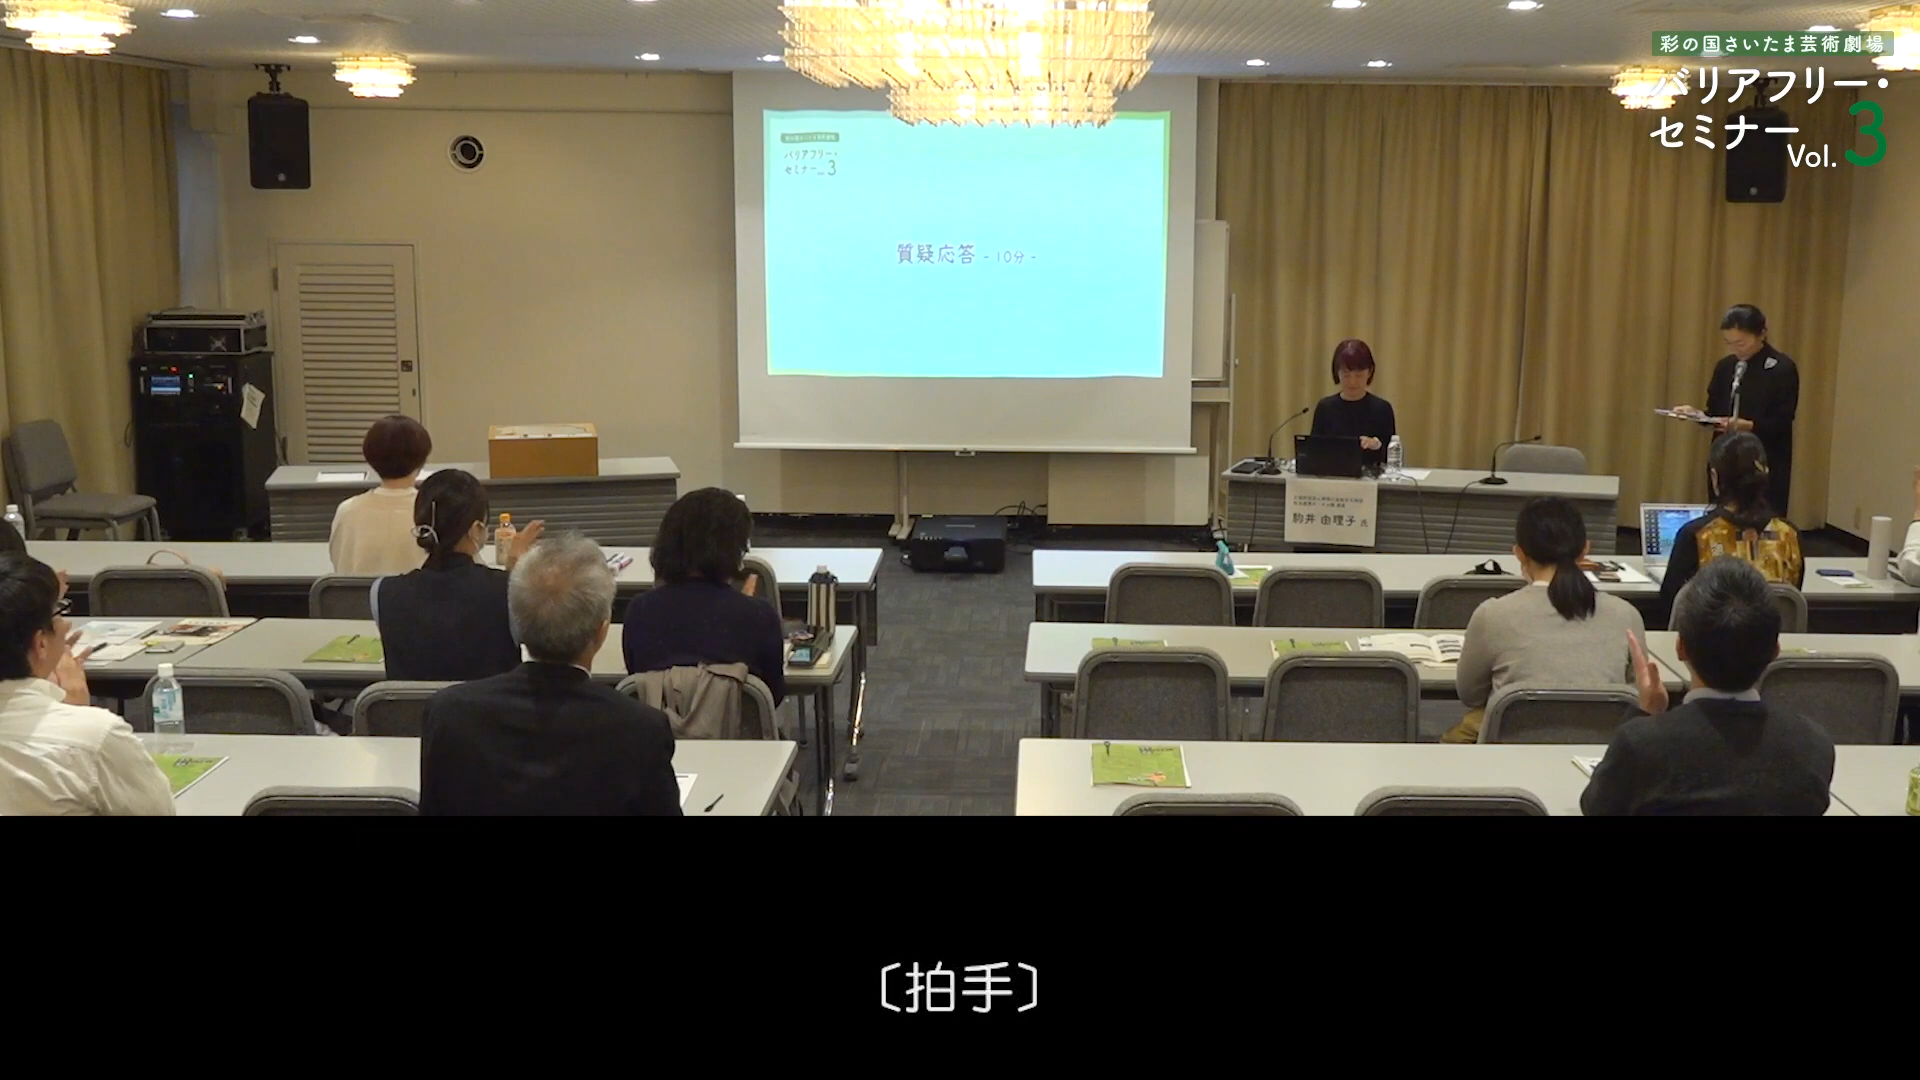 彩の国さいたま芸術劇場
バリアフリー・
セミナー Vol.3
バリアフリー・
セミナー 3
質疑応答 - 10分 -
駒井 由理子 氏
〔拍手〕